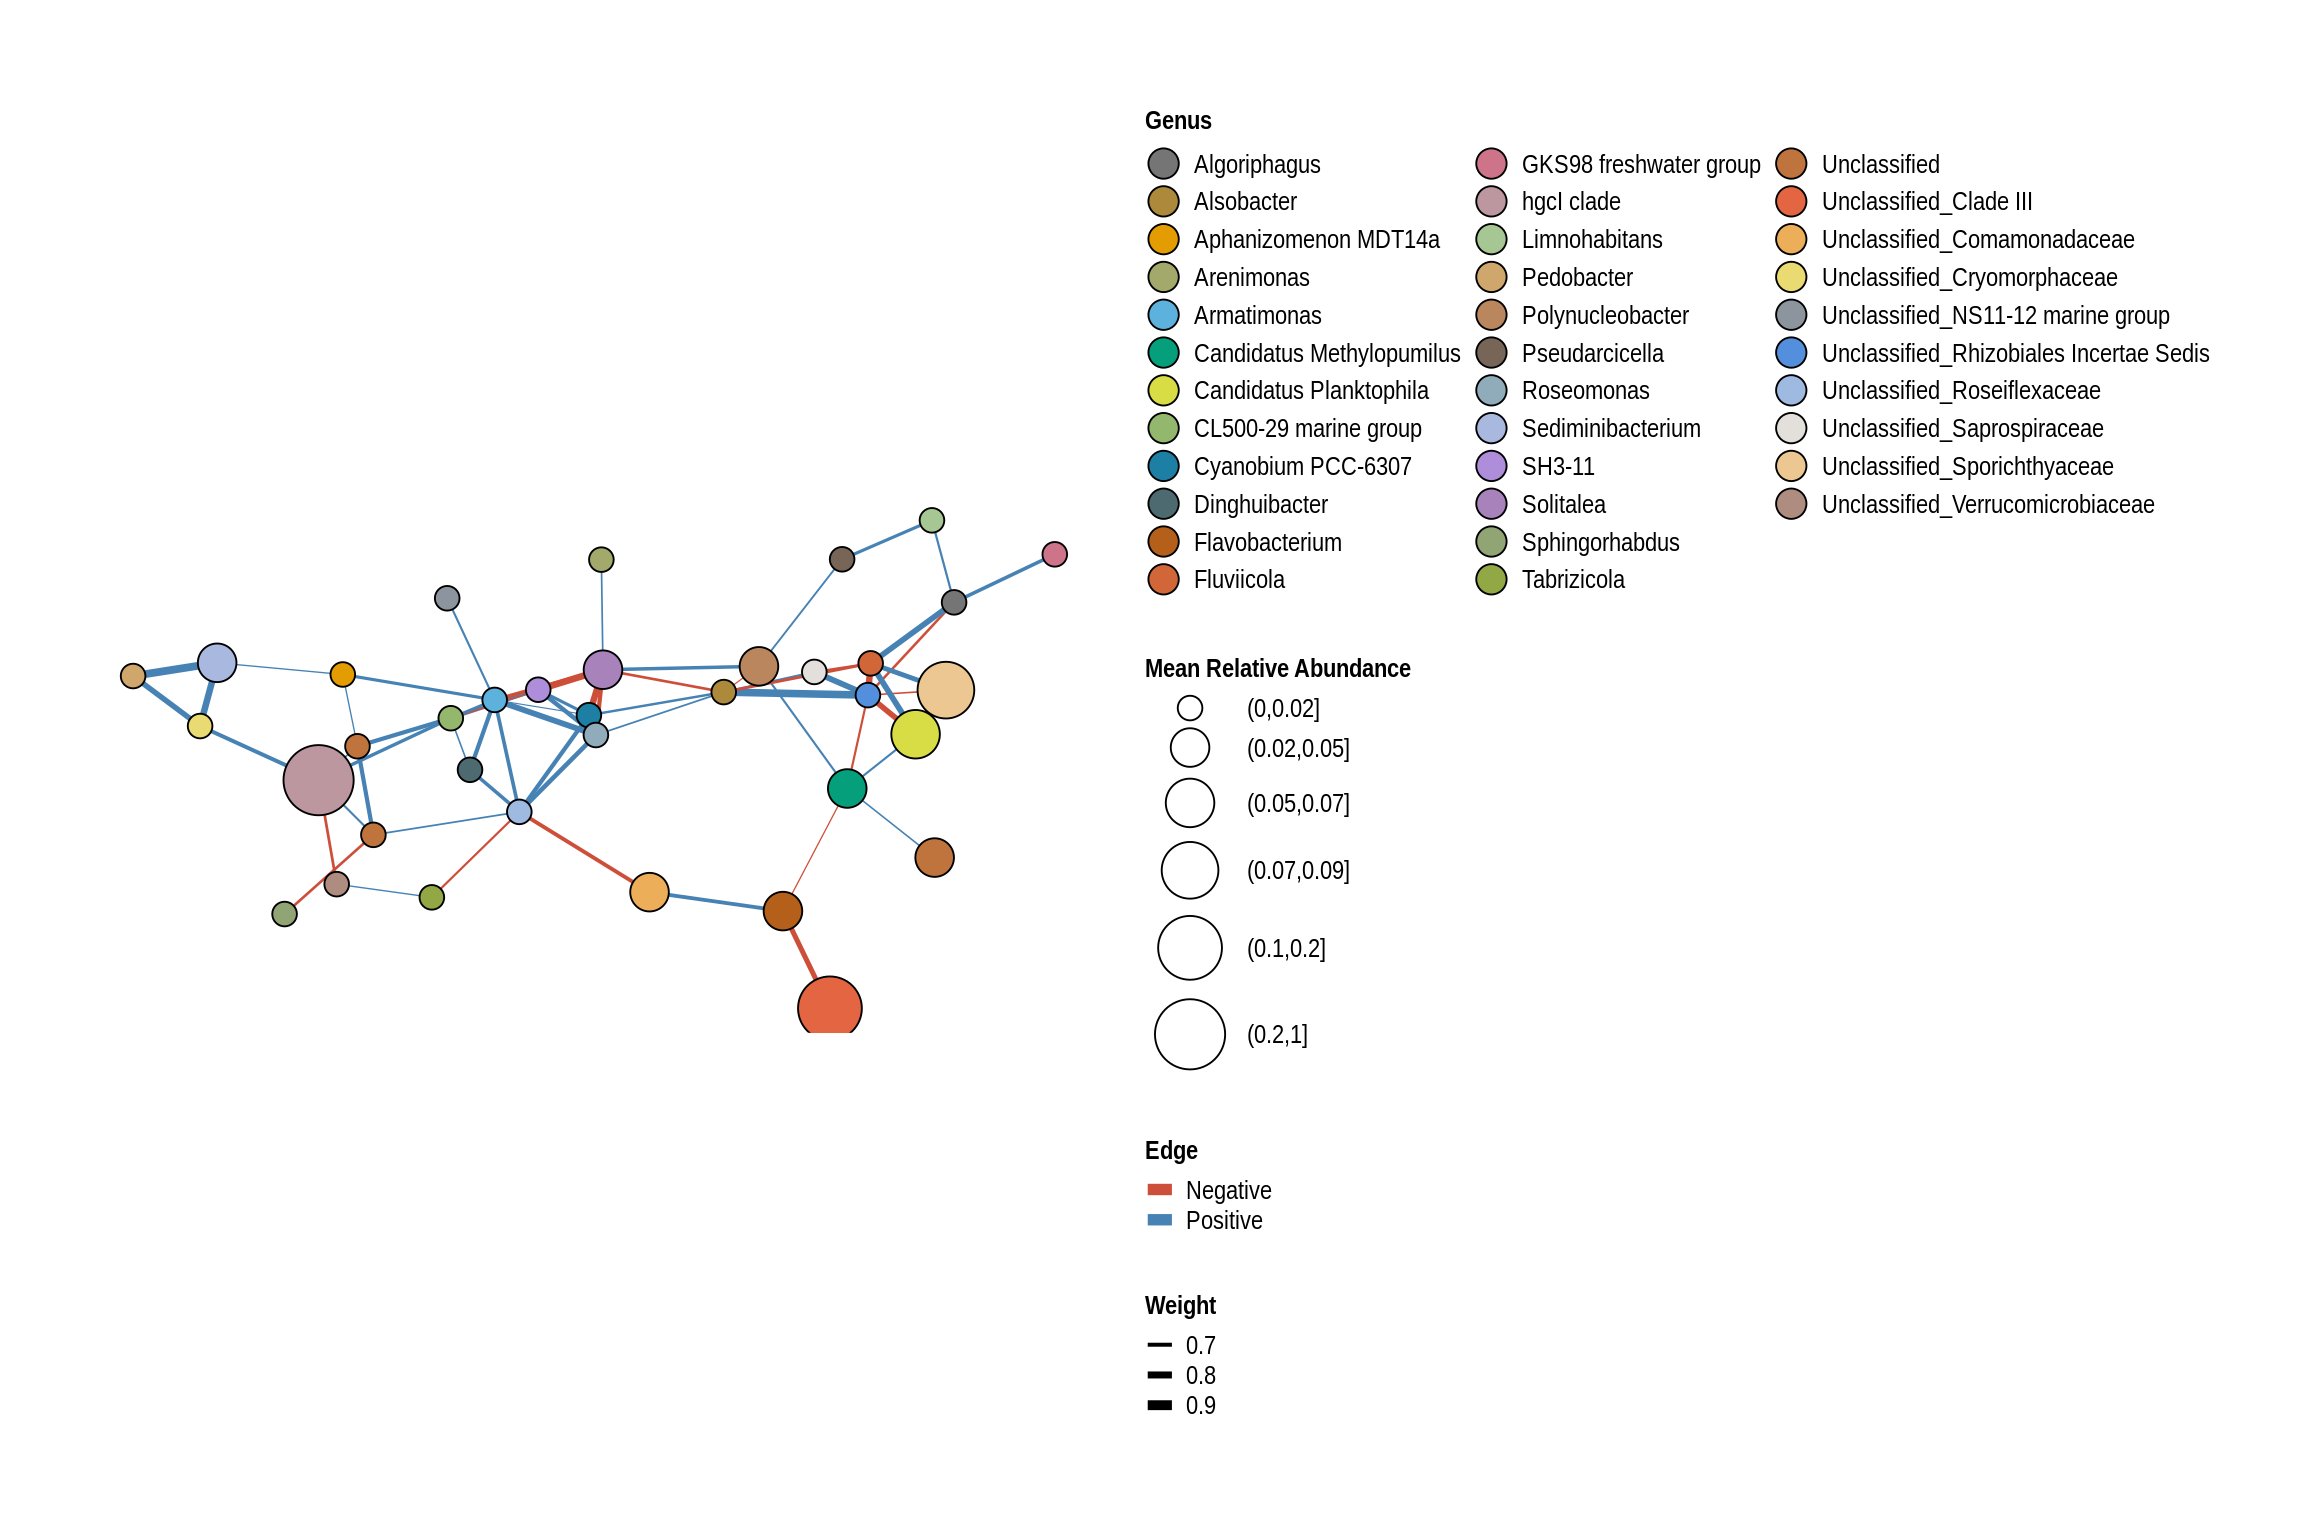 Genus
Algoriphagus
Alsobacter
Aphanizomenon MDT14a
Arenimonas
Armatimonas
Candidatus Methylopumilus
Candidatus Planktophila
CL500-29 marine group
Cyanobium PCC-6307
Dinghuibacter
Flavobacterium
Fluviicola
GKS98 freshwater group
hgcI clade
Limnohabitans
Pedobacter
Polynucleobacter
Pseudarcicella
Roseomonas
Sediminibacterium
SH3-11
Solitalea
Sphingorhabdus
Tabrizicola
Unclassified
Unclassified_Clade III
Unclassified_Comamonadaceae
Unclassified_Cryomorphaceae
Unclassified_NS11-12 marine group
Unclassified_Rhizobiales Incertae Sedis
Unclassified_Roseiflexaceae
Unclassified_Saprospiraceae
Unclassified_Sporichthyaceae
Unclassified_Verrucomicrobiaceae
Mean Relative Abundance
(0,0.02]
(0.02,0.05]
(0.05,0.07]
(0.07,0.09]
(0.1,0.2]
(0.2,1]
Edge
Negative
Positive
Weight
0.7
0.8
0.9